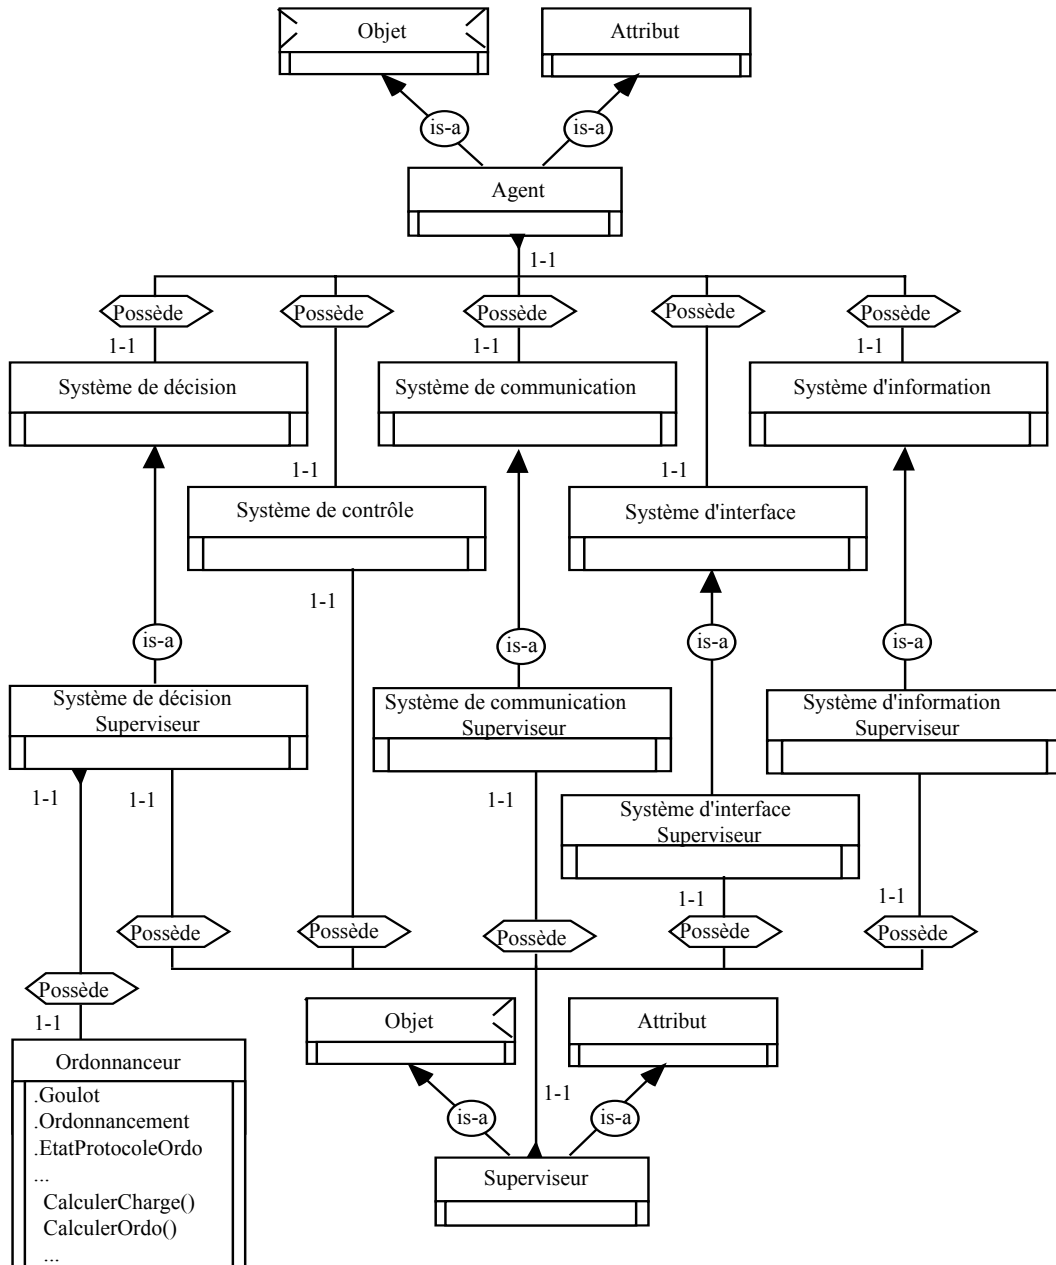 Objet
Attribut
is-a
is-a
Agent
1-1
Possède
Possède
Possède
Possède
Possède
1-1
1-1
1-1
Système de décision
Système de communication
Système d'information
1-1
1-1
Système de contrôle
Système d'interface
1-1
is-a
is-a
is-a
is-a
Système de décision
Superviseur
Système de communication
Superviseur
Système d'information
Superviseur
1-1
1-1
1-1
Système d'interface
Superviseur
1-1
1-1
Possède
Possède
Possède
Possède
Possède
Possède
1-1
Objet
Attribut
Ordonnanceur
.Goulot
.Ordonnancement
.EtatProtocoleOrdo
...
CalculerCharge()
CalculerOrdo()
...
1-1
is-a
is-a
Superviseur